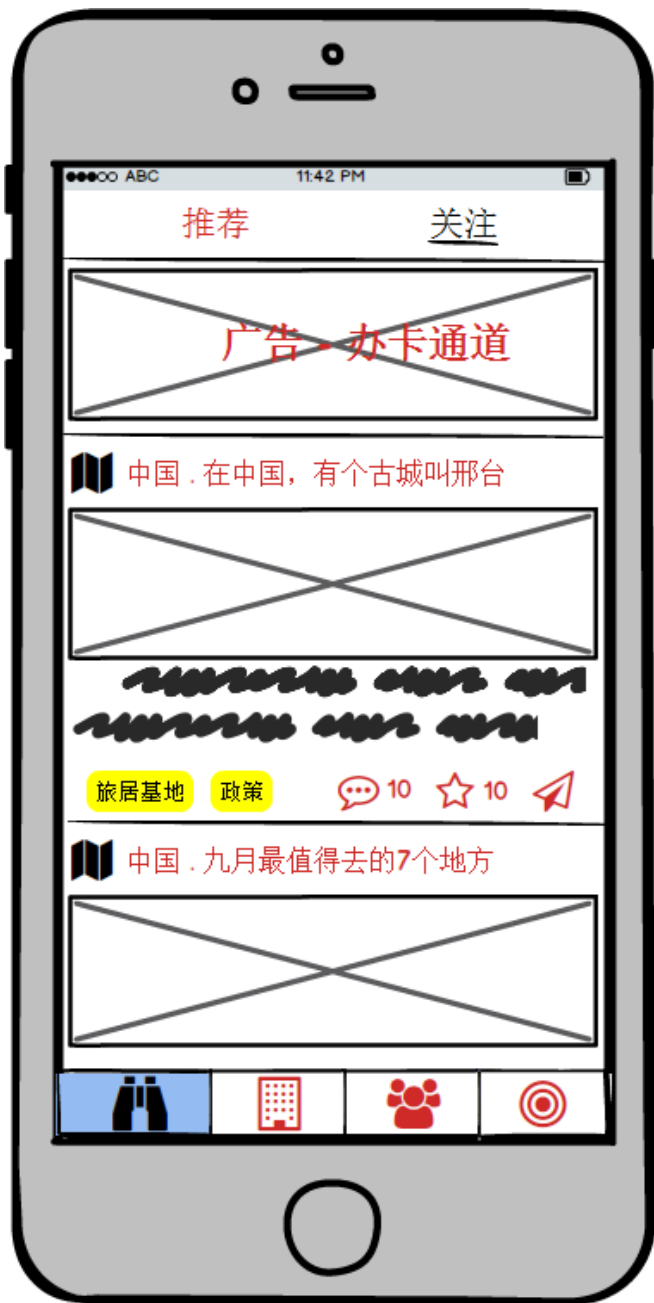 ABC 11:42 PM
推荐 关注
广告 - 办卡通道
中国 . 在中国，有个古城叫邢台
旅居基地 政策 10 10
中国 . 九月最值得去的7个地方